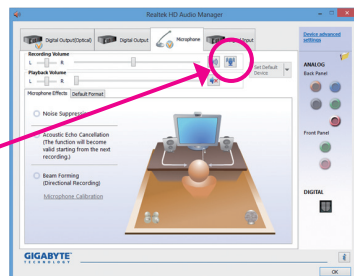 Realtek HD Audio Manager
Digital Output(Optical)
Digital Output
Microphone
Input
Device advanced
settings
Recording Volume
L
R
Set Default
Device
Playback Volume
L
R
ANALOG
Back Panel
Microphone Effects
Default Format
Noise Suppression
Acoustic Echo Cancellation
(The function will become
valid starting from the next
recording.)
Front Panel
Beam Forming
(Directional Recording)
Microphone Calibration
DIGITAL
GIGABYTE
TECHNOLOGY
OK